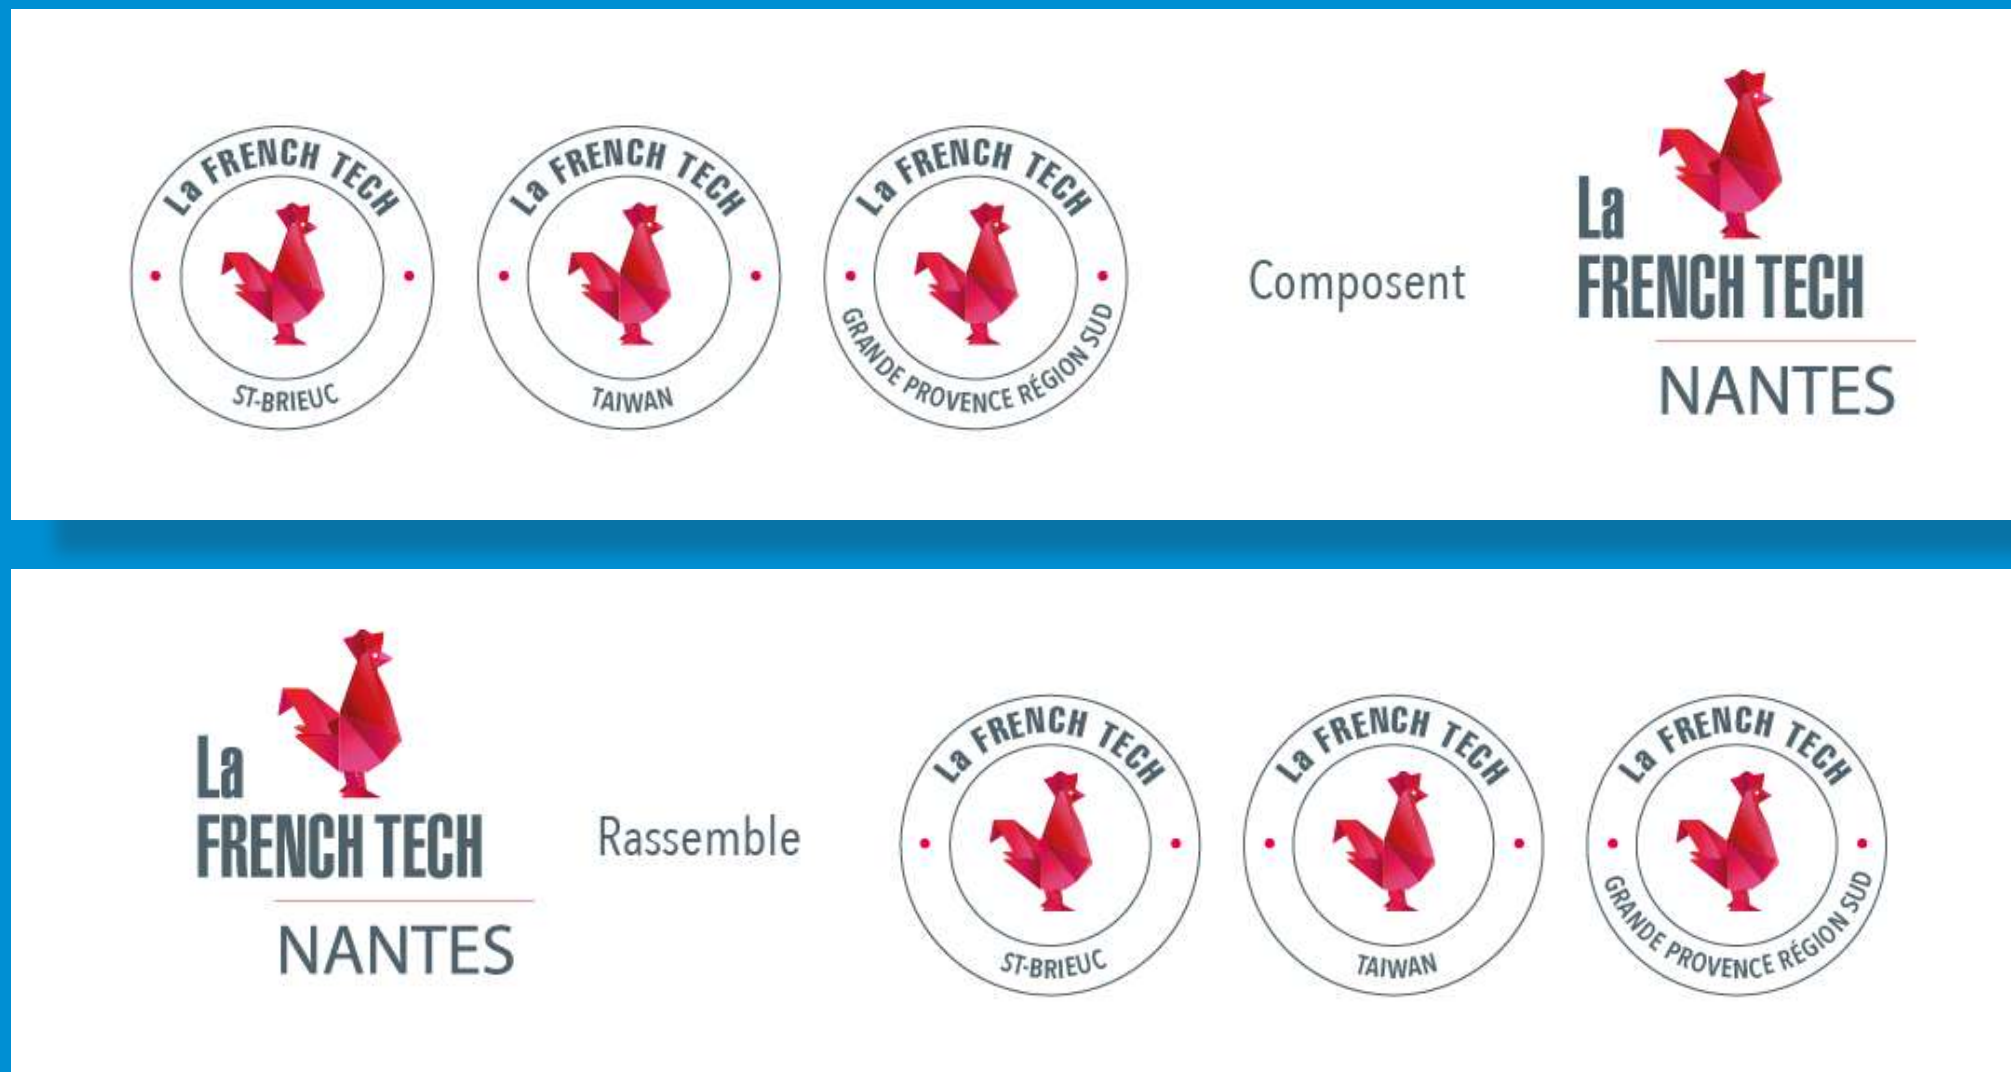 La FRENCH TECH
ST-BRIEUC
La FRENCH TECH
TAIWAN
La FRENCH TECH
GRANDE PROVENCE RÉGION SUD
Composent
La
FRENCH TECH
NANTES
La
FRENCH TECH
NANTES
Rassemble
La FRENCH TECH
ST-BRIEUC
La FRENCH TECH
TAIWAN
La FRENCH TECH
GRANDE PROVENCE RÉGION SUD